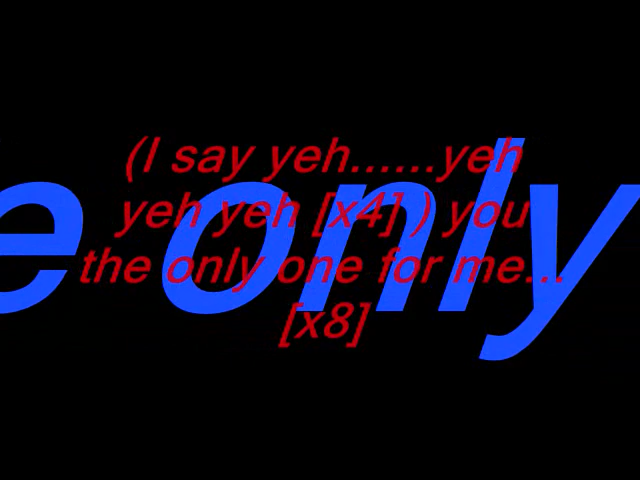 (I say yeh......yeh
yeh yeh [x4] ) you
the only one for me...
[x8]
e only